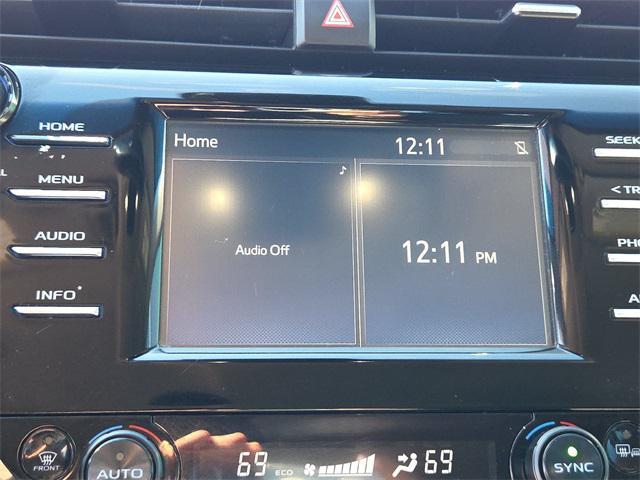 HOME
MENU
AUDIO
INFO
Home 12:11
Audio Off
12:11 PM
SEEK
< TR
PHO
A
FRONT
AUTO
69 ECO
69
SYNC